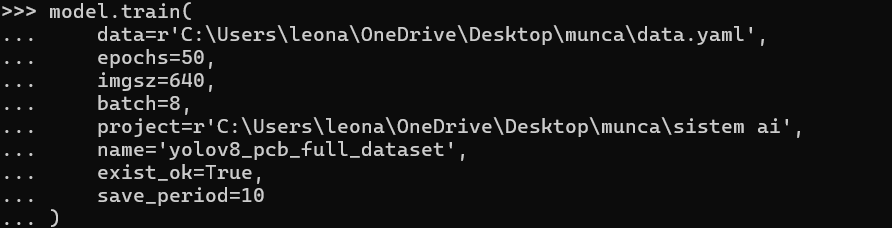 >>> model.train(
...     data=r'C:\Users\leona\OneDrive\Desktop\munca\data.yaml',
...     epochs=50,
...     imgsz=640,
...     batch=8,
...     project=r'C:\Users\leona\OneDrive\Desktop\munca\sistem ai',
...     name='yolov8_pcb_full_dataset',
...     exist_ok=True,
...     save_period=10
... )